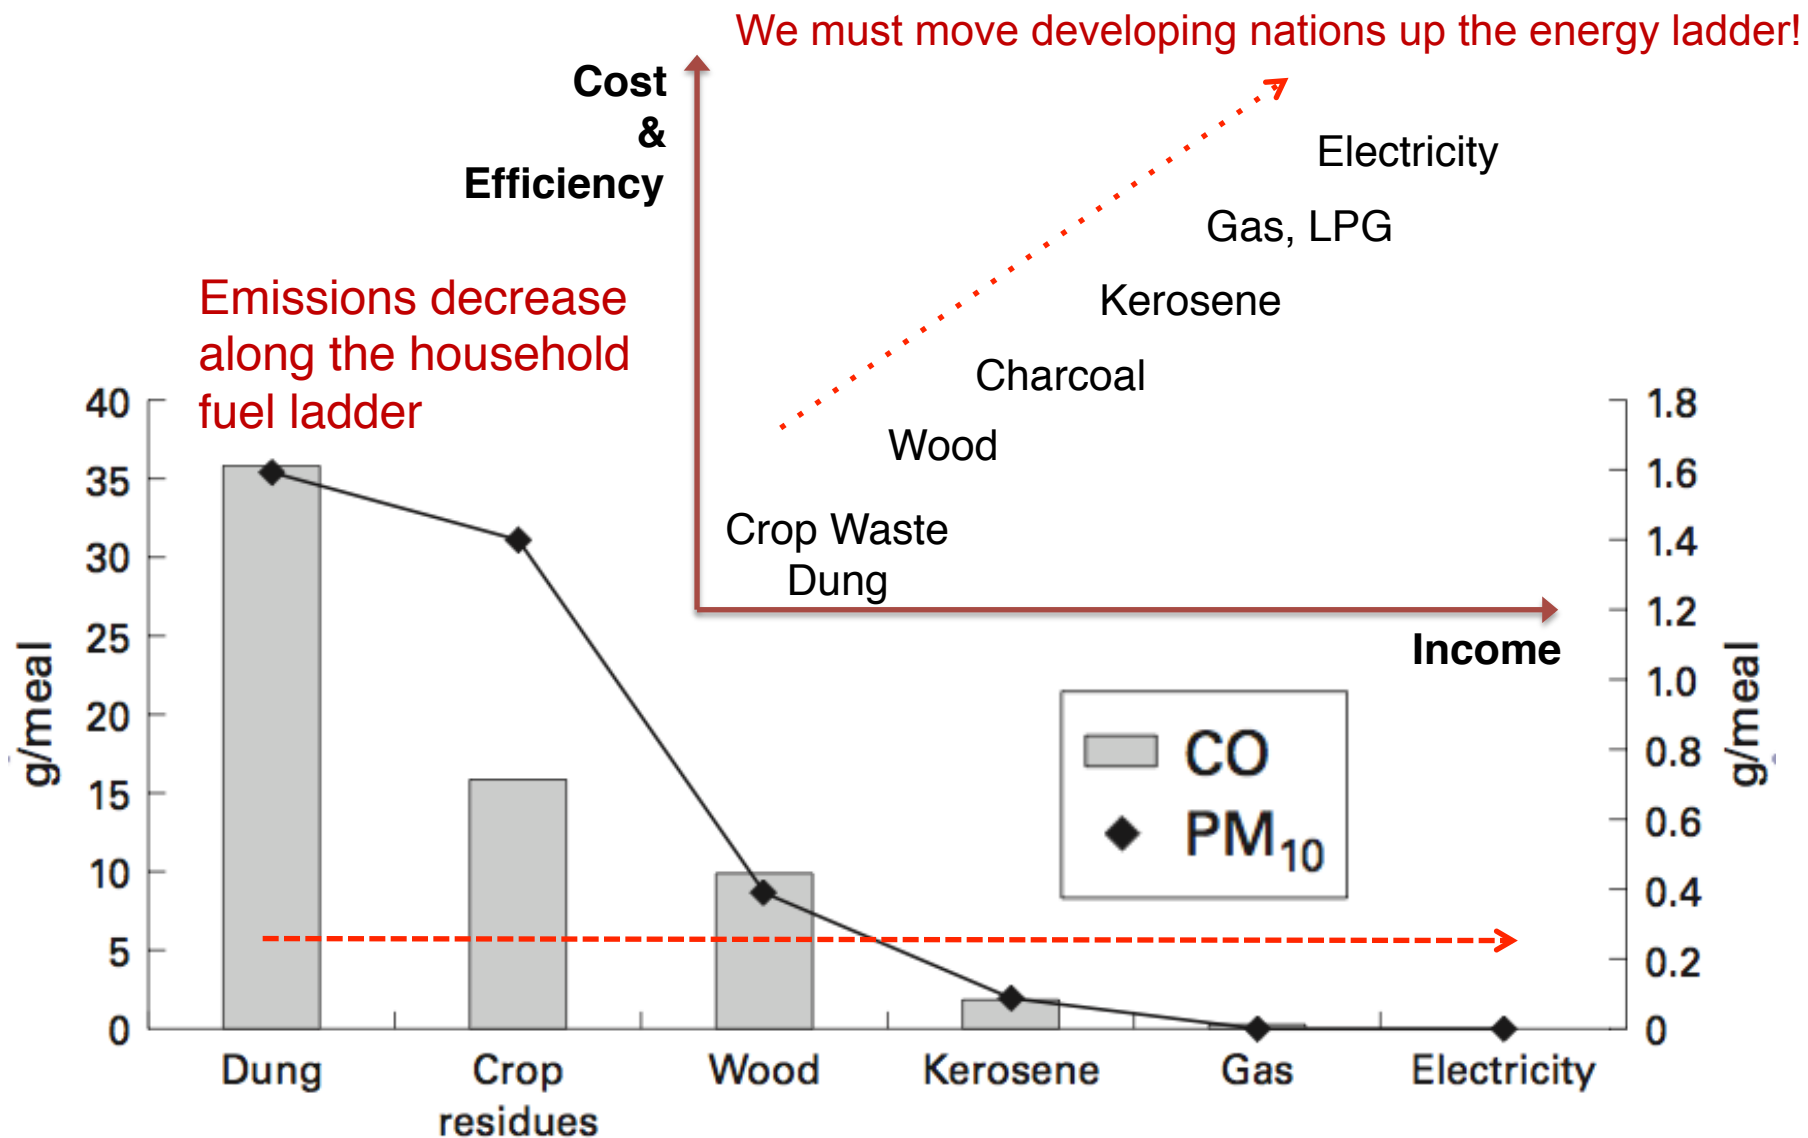 We must move developing nations up the energy ladder!
Cost
&
Efficiency
Electricity
Gas, LPG
Kerosene
Charcoal
Wood
Crop Waste
Dung
Income
Emissions decrease
along the household
fuel ladder
40
35
30
25
20
15
10
5
0
g/meal
1.8
1.6
1.4
1.2
1.0
0.8
0.6
0.4
0.2
0
g/meal
CO
PM₁₀
Dung
Crop
residues
Wood
Kerosene
Gas
Electricity